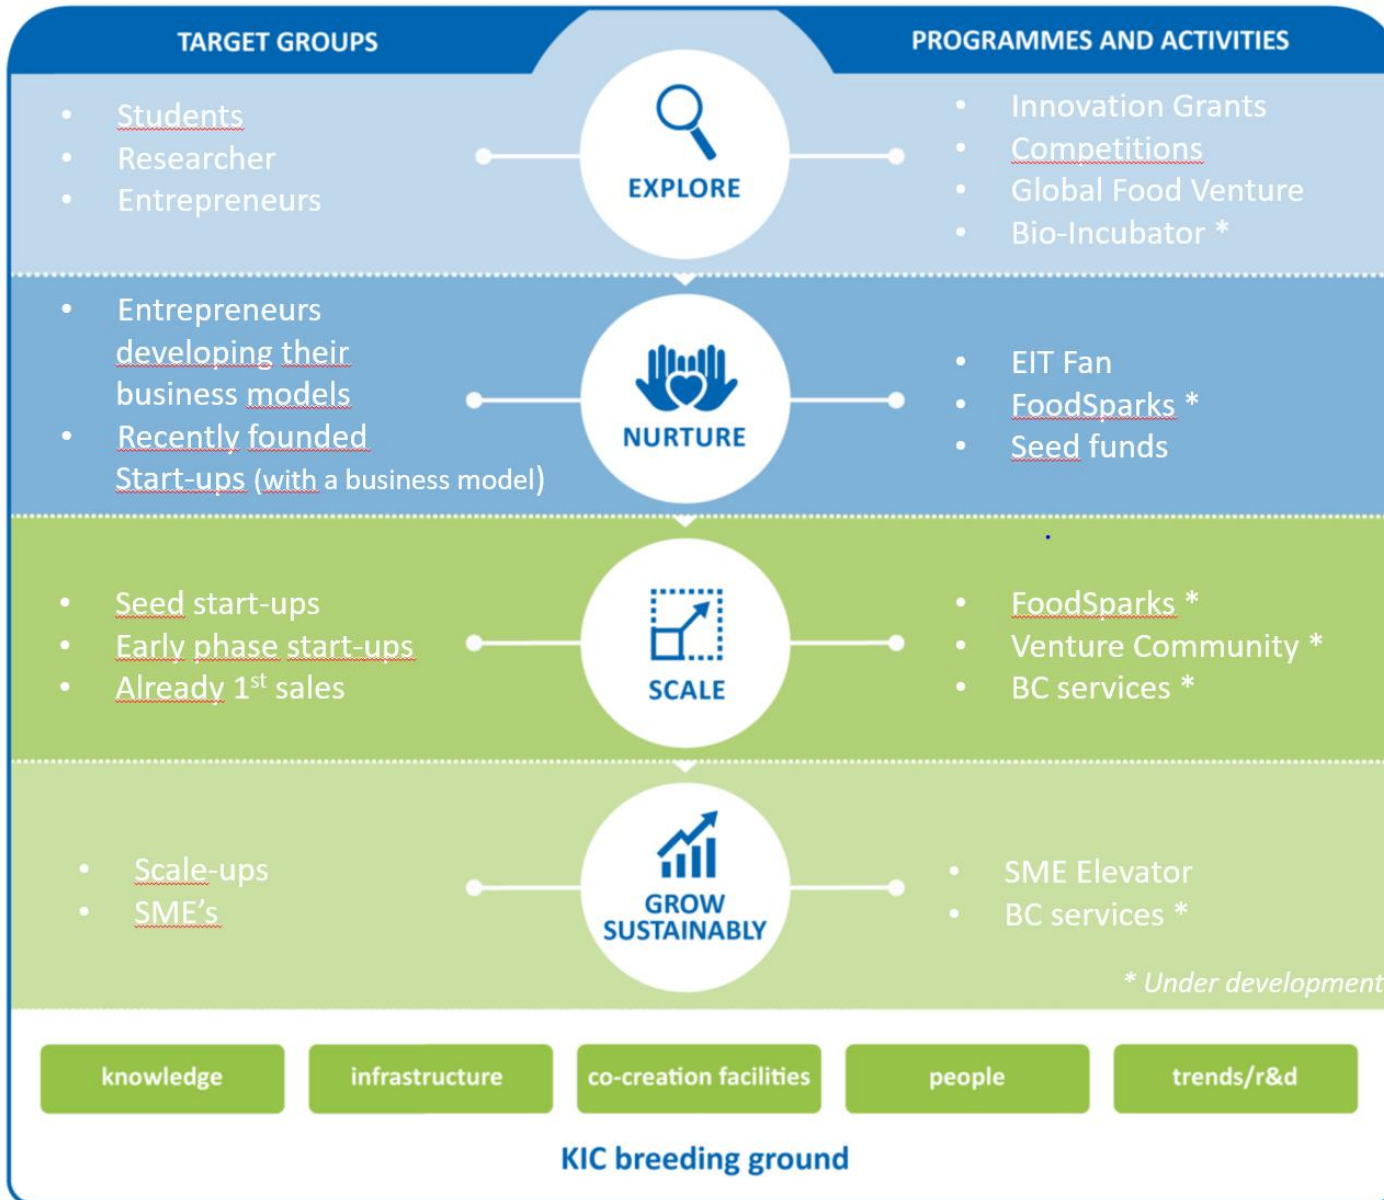 TARGET GROUPS
PROGRAMMES AND ACTIVITIES
• Students
• Researcher
• Entrepreneurs
EXPLORE
• Innovation Grants
• Competitions
• Global Food Venture
• Bio-Incubator *
• Entrepreneurs
developing their
business models
• Recently founded
Start-ups (with a business model)
NURTURE
• EIT Fan
• FoodSparks *
• Seed funds
• Seed start-ups
• Early phase start-ups
• Already 1st sales
SCALE
• FoodSparks *
• Venture Community *
• BC services *
• Scale-ups
• SME's
GROW
SUSTAINABLY
• SME Elevator
• BC services *
* Under development
knowledge
infrastructure
co-creation facilities
people
trends/r&d
KIC breeding ground